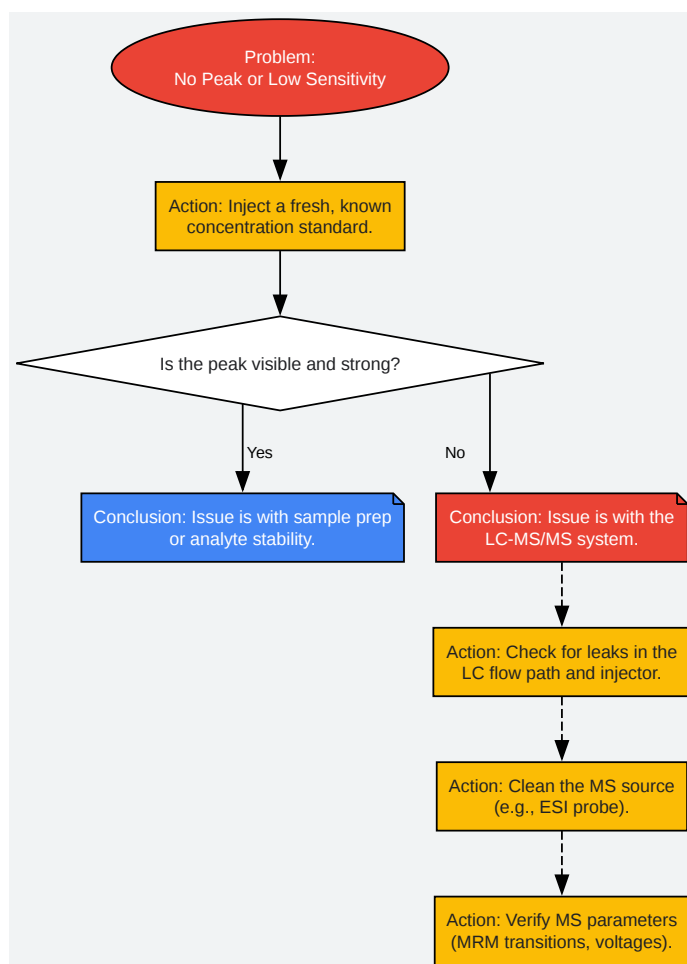 Problem:
No Peak or Low Sensitivity
Action: Inject a fresh, known
concentration standard.
Is the peak visible and strong?
Yes
No
Conclusion: Issue is with sample prep
or analyte stability.
Conclusion: Issue is with the
LC-MS/MS system.
Action: Check for leaks in the
LC flow path and injector.
Action: Clean the MS source
(e.g., ESI probe).
Action: Verify MS parameters
(MRM transitions, voltages).